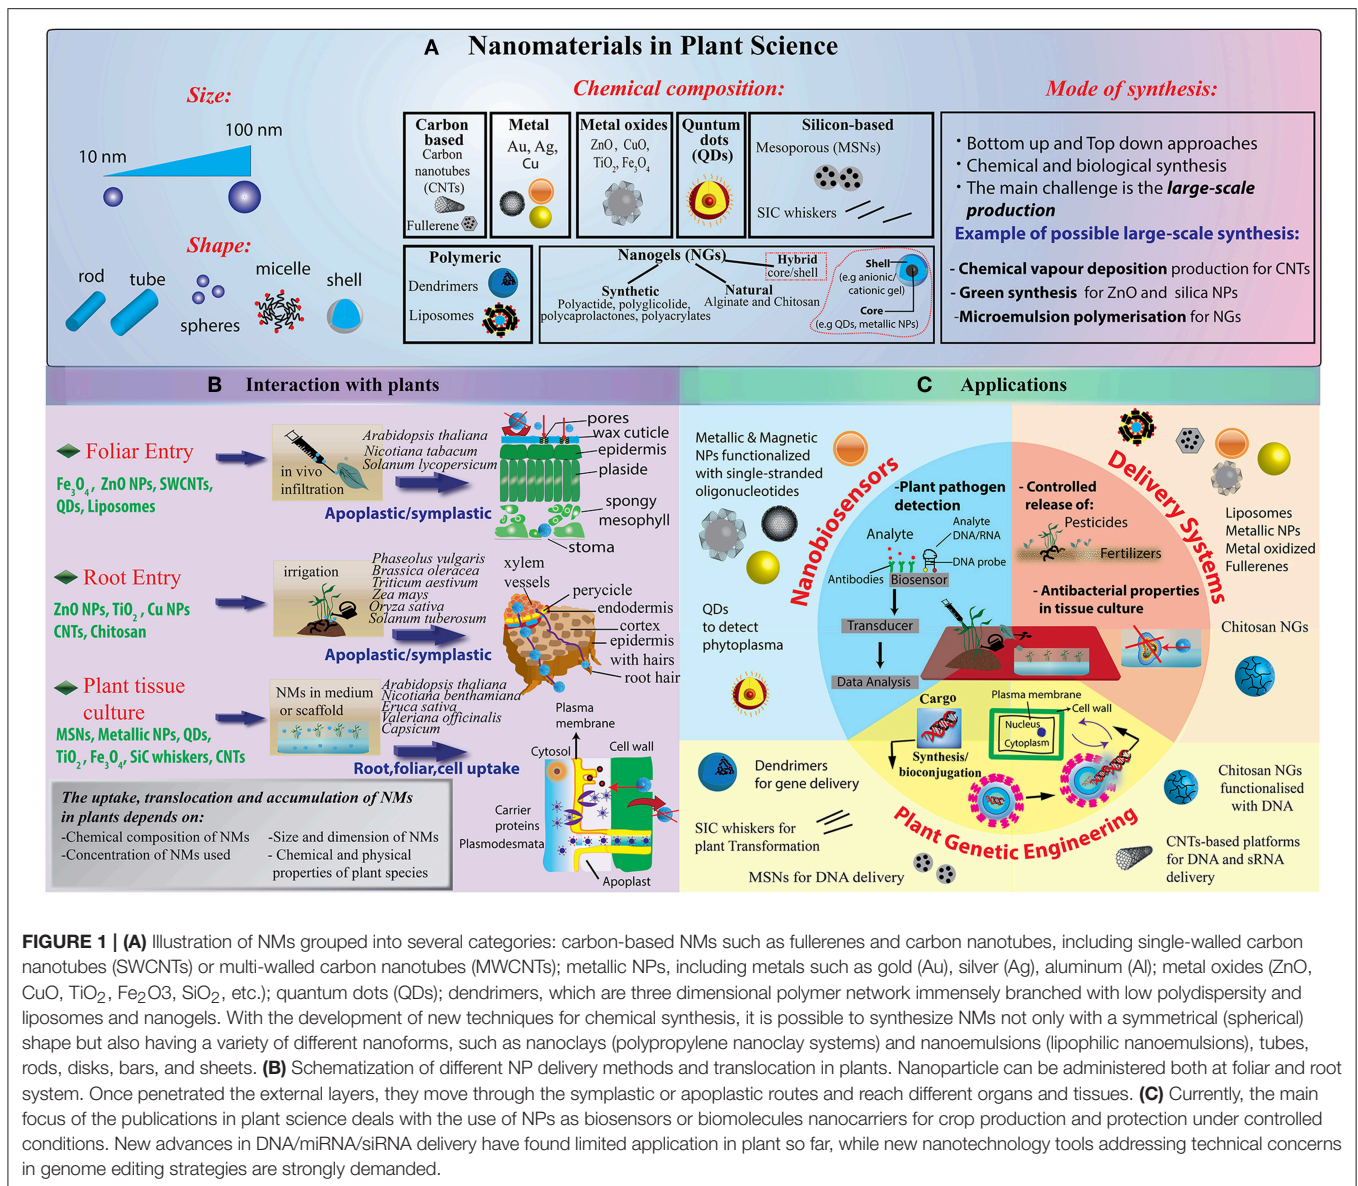 A Nanomaterials in Plant Science
Size:
10 nm
100 nm
Shape:
rod
tube
spheres
micelle
shell
Chemical composition:
Carbon
based
Carbon
nanotubes
(CNTs)
Fullerene
Metal
Au, Ag,
Cu
Metal oxides
ZnO, CuO,
TiO₂, Fe₃O₄
Quntum
dots
(QDs)
Silicon-based
Mesoporous (MSNs)
SIC whiskers
Polymeric
Dendrimers
Liposomes
Nanogels (NGs)
Hybrid
core/shell
Synthetic
Polyactide, polyglicolide,
polycaprolactones, polyacrylates
Natural
Alginate and Chitosan
Shell
(e.g anionic/
cationic gel)
Core
(e.g QDs, metallic NPs)
Mode of synthesis:
· Bottom up and Top down approaches
· Chemical and biological synthesis
· The main challenge is the large-scale
production
Example of possible large-scale synthesis:
- Chemical vapour deposition production for CNTs
- Green synthesis for ZnO and silica NPs
-Microemulsion polymerisation for NGs
B Interaction with plants
Foliar Entry
Fe₃O₄, ZnO NPs, SWCNTs,
QDs, Liposomes
in vivo
infiltration
Arabidopsis thaliana
Nicotiana tabacum
Solanum lycopersicum
Apoplastic/symplastic
pores
wax cuticle
epidermis
plaside
spongy
mesophyll
stoma
Root Entry
ZnO NPs, TiO₂, Cu NPs
CNTs, Chitosan
irrigation
Phaseolus vulgaris
Brassica oleracea
Triticum aestivum
Zea mays
Oryza sativa
Solanum tuberosum
Apoplastic/symplastic
xylem
vessels
pericycle
endodermis
cortex
epidermis
with hairs
root hair
Plant tissue
culture
MSNs, Metallic NPs, QDs,
TiO₂, Fe₃O₄, SiC whiskers, CNTs
NMs in medium
or scaffold
Arabidopsis thaliana
Nicotiana benthamiana
Eruca sativa
Valeriana officinalis
Capsicum
Root,foliar,cell uptake
Plasma
membrane
Cytosol
Cell wall
Carrier
proteins
Plasmodesmata
Apoplast
The uptake, translocation and accumulation of NMs
in plants depends on:
-Chemical composition of NMs
-Concentration of NMs used
-Size and dimension of NMs
- Chemical and physical
properties of plant species
C Applications
Nanobiosensors
Metallic & Magnetic
NPs functionalized
with single-stranded
oligonucleotides
QDs
to detect
phytoplasma
-Plant pathogen
detection
Analyte
Analyte
DNA/RNA
DNA probe
Antibodies
Biosensor
Transducer
Data Analysis
Delivery Systems
- Controlled
release of:
Pesticides
Fertilizers
- Antibacterial properties
in tissue culture
Liposomes
Metallic NPs
Metal oxidized
Fullerenes
Chitosan NGs
Plant Genetic Engineering
Cargo
Synthesis/
bioconjugation
Plasma membrane
Cell wall
Nucleus
Cytoplasm
Dendrimers
for gene delivery
SIC whiskers for
plant Transformation
MSNs for DNA delivery
Chitosan NGs
functionalised
with DNA
CNTs-based platforms
for DNA and sRNA
delivery
FIGURE 1 | (A) Illustration of NMs grouped into several categories: carbon-based NMs such as fullerenes and carbon nanotubes, including single-walled carbon
nanotubes (SWCNTs) or multi-walled carbon nanotubes (MWCNTs); metallic NPs, including metals such as gold (Au), silver (Ag), aluminum (Al); metal oxides (ZnO,
CuO, TiO₂, Fe₂O3, SiO₂, etc.); quantum dots (QDs); dendrimers, which are three dimensional polymer network immensely branched with low polydispersity and
liposomes and nanogels. With the development of new techniques for chemical synthesis, it is possible to synthesize NMs not only with a symmetrical (spherical)
shape but also having a variety of different nanoforms, such as nanoclays (polypropylene nanoclay systems) and nanoemulsions (lipophilic nanoemulsions), tubes,
rods, disks, bars, and sheets. (B) Schematization of different NP delivery methods and translocation in plants. Nanoparticle can be administered both at foliar and root
system. Once penetrated the external layers, they move through the symplastic or apoplastic routes and reach different organs and tissues. (C) Currently, the main
focus of the publications in plant science deals with the use of NPs as biosensors or biomolecules nanocarriers for crop production and protection under controlled
conditions. New advances in DNA/miRNA/siRNA delivery have found limited application in plant so far, while new nanotechnology tools addressing technical concerns
in genome editing strategies are strongly demanded.